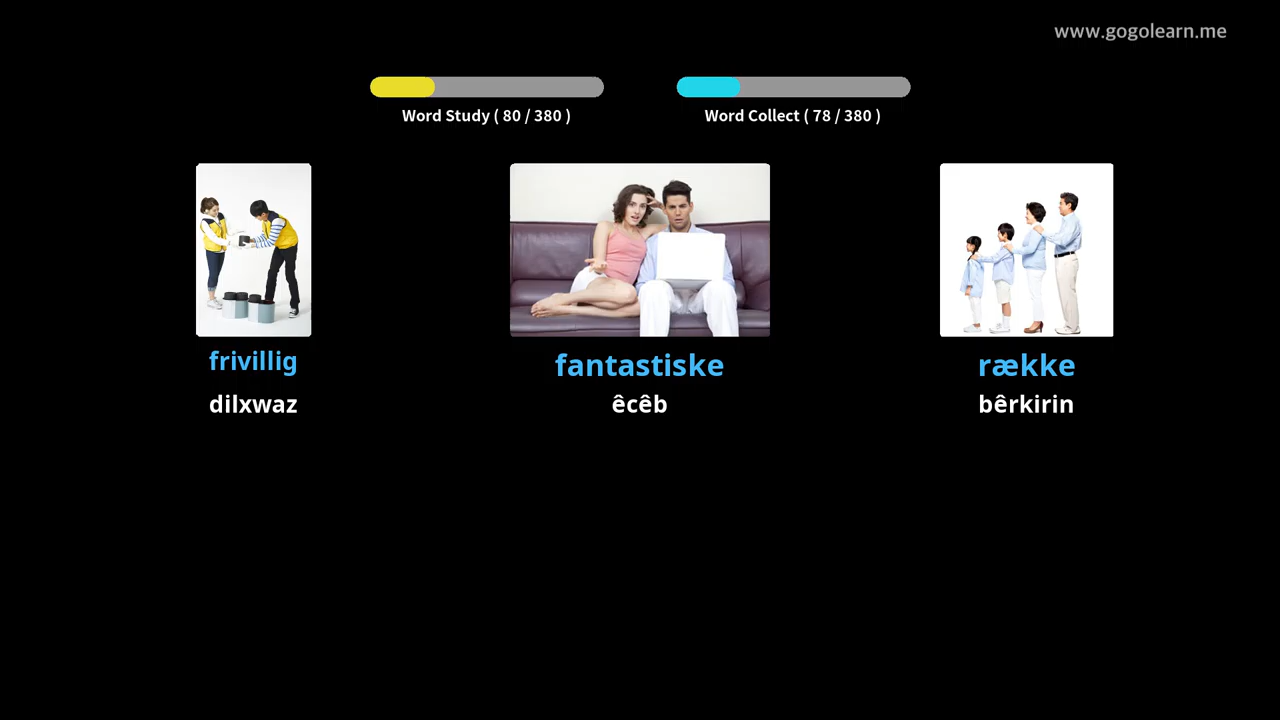 www.gogolearn.me
Word Study ( 80 / 380 )
Word Collect ( 78 / 380 )
frivillig
dilxwaz
fantastiske
êcêb
række
bêrkirin